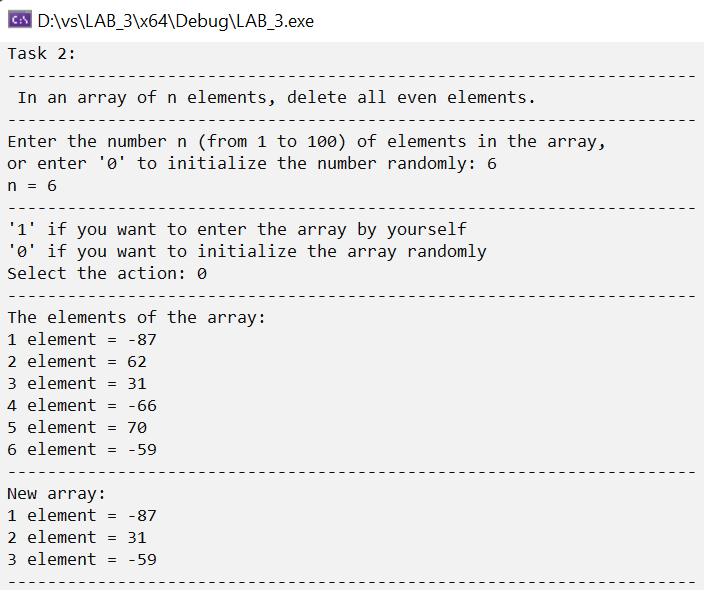 D:\vs\LAB_3\x64\Debug\LAB_3.exe
Task 2:
----------------------------------------------------------------------
 In an array of n elements, delete all even elements.
----------------------------------------------------------------------
Enter the number n (from 1 to 100) of elements in the array,
or enter '0' to initialize the number randomly: 6
n = 6
----------------------------------------------------------------------
'1' if you want to enter the array by yourself
'0' if you want to initialize the array randomly
Select the action: 0
----------------------------------------------------------------------
The elements of the array:
1 element = -87
2 element = 62
3 element = 31
4 element = -66
5 element = 70
6 element = -59
----------------------------------------------------------------------
New array:
1 element = -87
2 element = 31
3 element = -59
----------------------------------------------------------------------